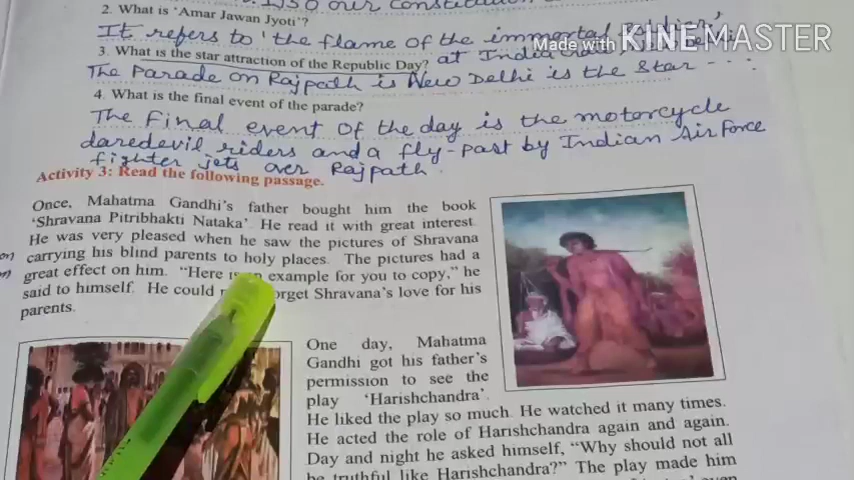 1950 our constitution
2. What is 'Amar Jawan Jyoti'?
It refers to 'the flame of the immortal soldier'
at India
Made with KINEMASTER
3. What is the star attraction of the Republic Day?
The Parade on Rajpath is New Delhi is the star - - - :
4. What is the final event of the parade?
The Final event of the day is the motorcycle
daredevil riders and a fly-past by Indian Air Force
fighter jets over Rajpath.
Activity 3: Read the following passage.
Once, Mahatma Gandhi's father bought him the book
'Shravana Pitribhakti Nataka'. He read it with great interest.
He was very pleased when he saw the pictures of Shravana
carrying his blind parents to holy places. The pictures had a
great effect on him. "Here is an example for you to copy," he
said to himself. He could forget Shravana's love for his
parents.
One day, Mahatma
Gandhi got his father's
permission to see the
play 'Harishchandra'.
He liked the play so much. He watched it many times.
He acted the role of Harishchandra again and again.
Day and night he asked himself, "Why should not all
be truthful like Harishchandra?" The play made him